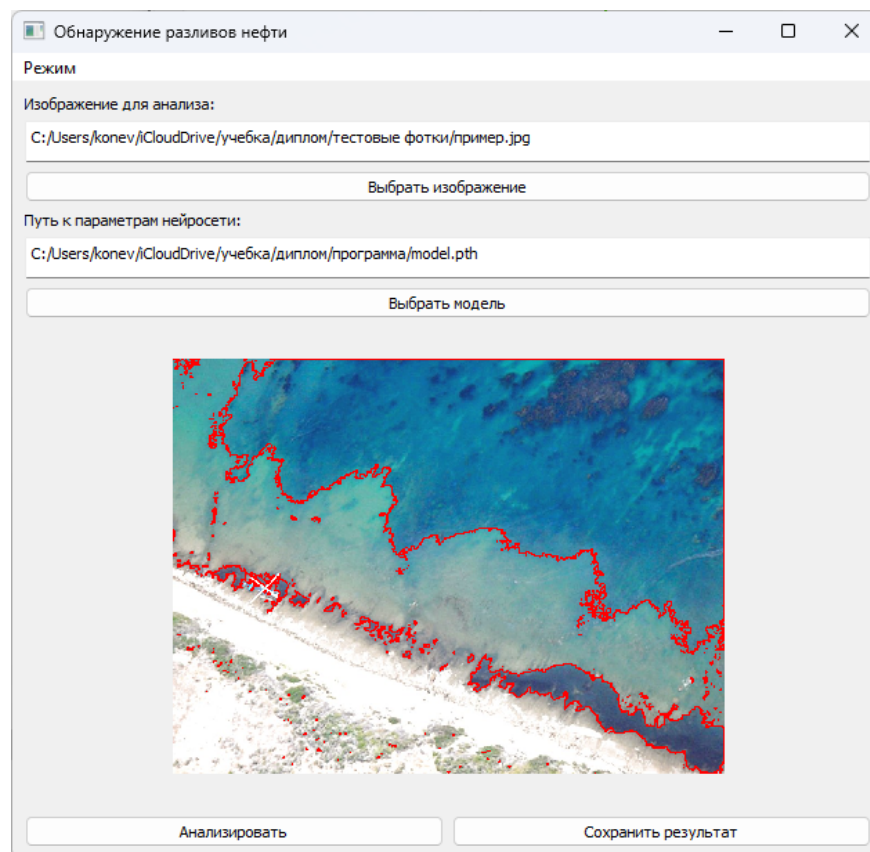 Обнаружение разливов нефти
Режим
Изображение для анализа:
C:/Users/konev/iCloudDrive/учебка/диплом/тестовые фотки/пример.jpg
Выбрать изображение
Путь к параметрам нейросети:
C:/Users/konev/iCloudDrive/учебка/диплом/программа/model.pth
Выбрать модель
Анализировать
Сохранить результат